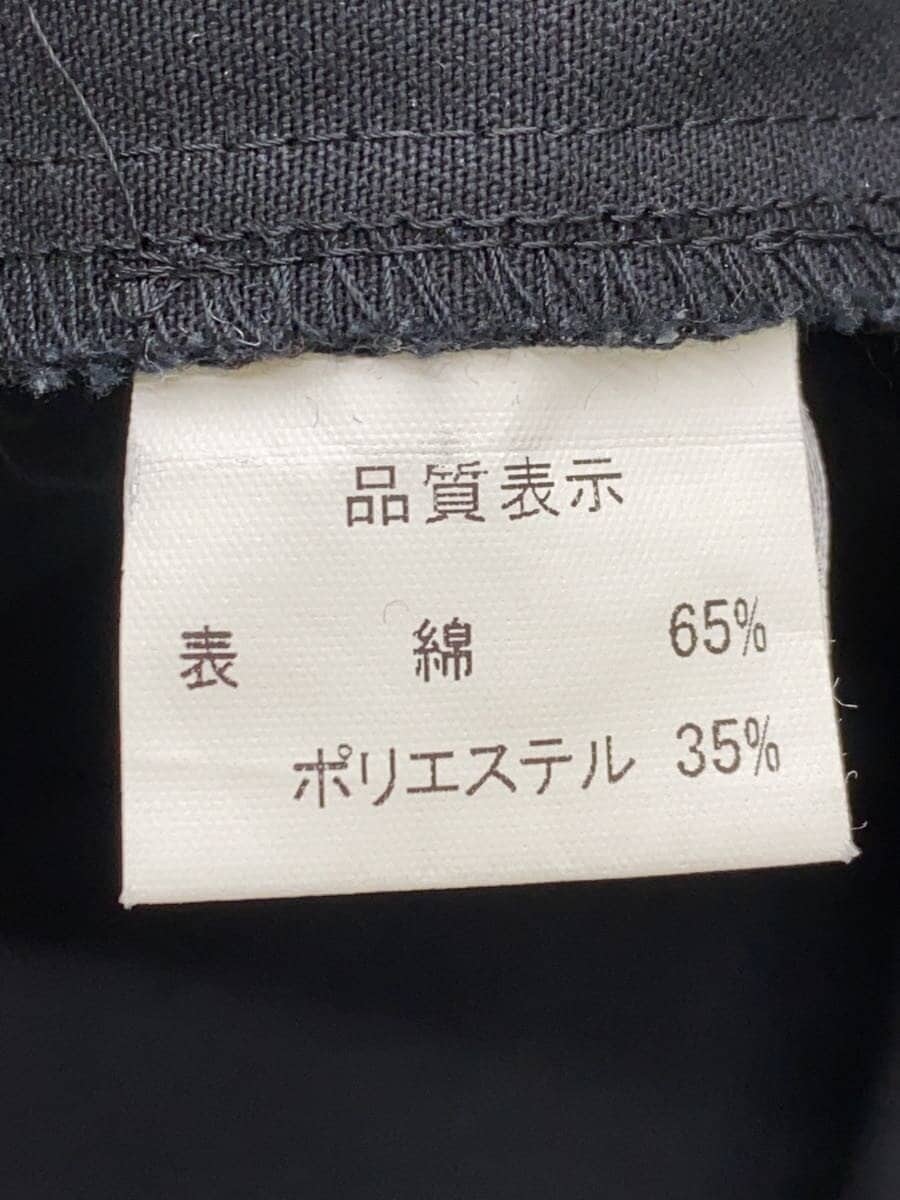 品質表示
表 綿 65%
ポリエステル 35%